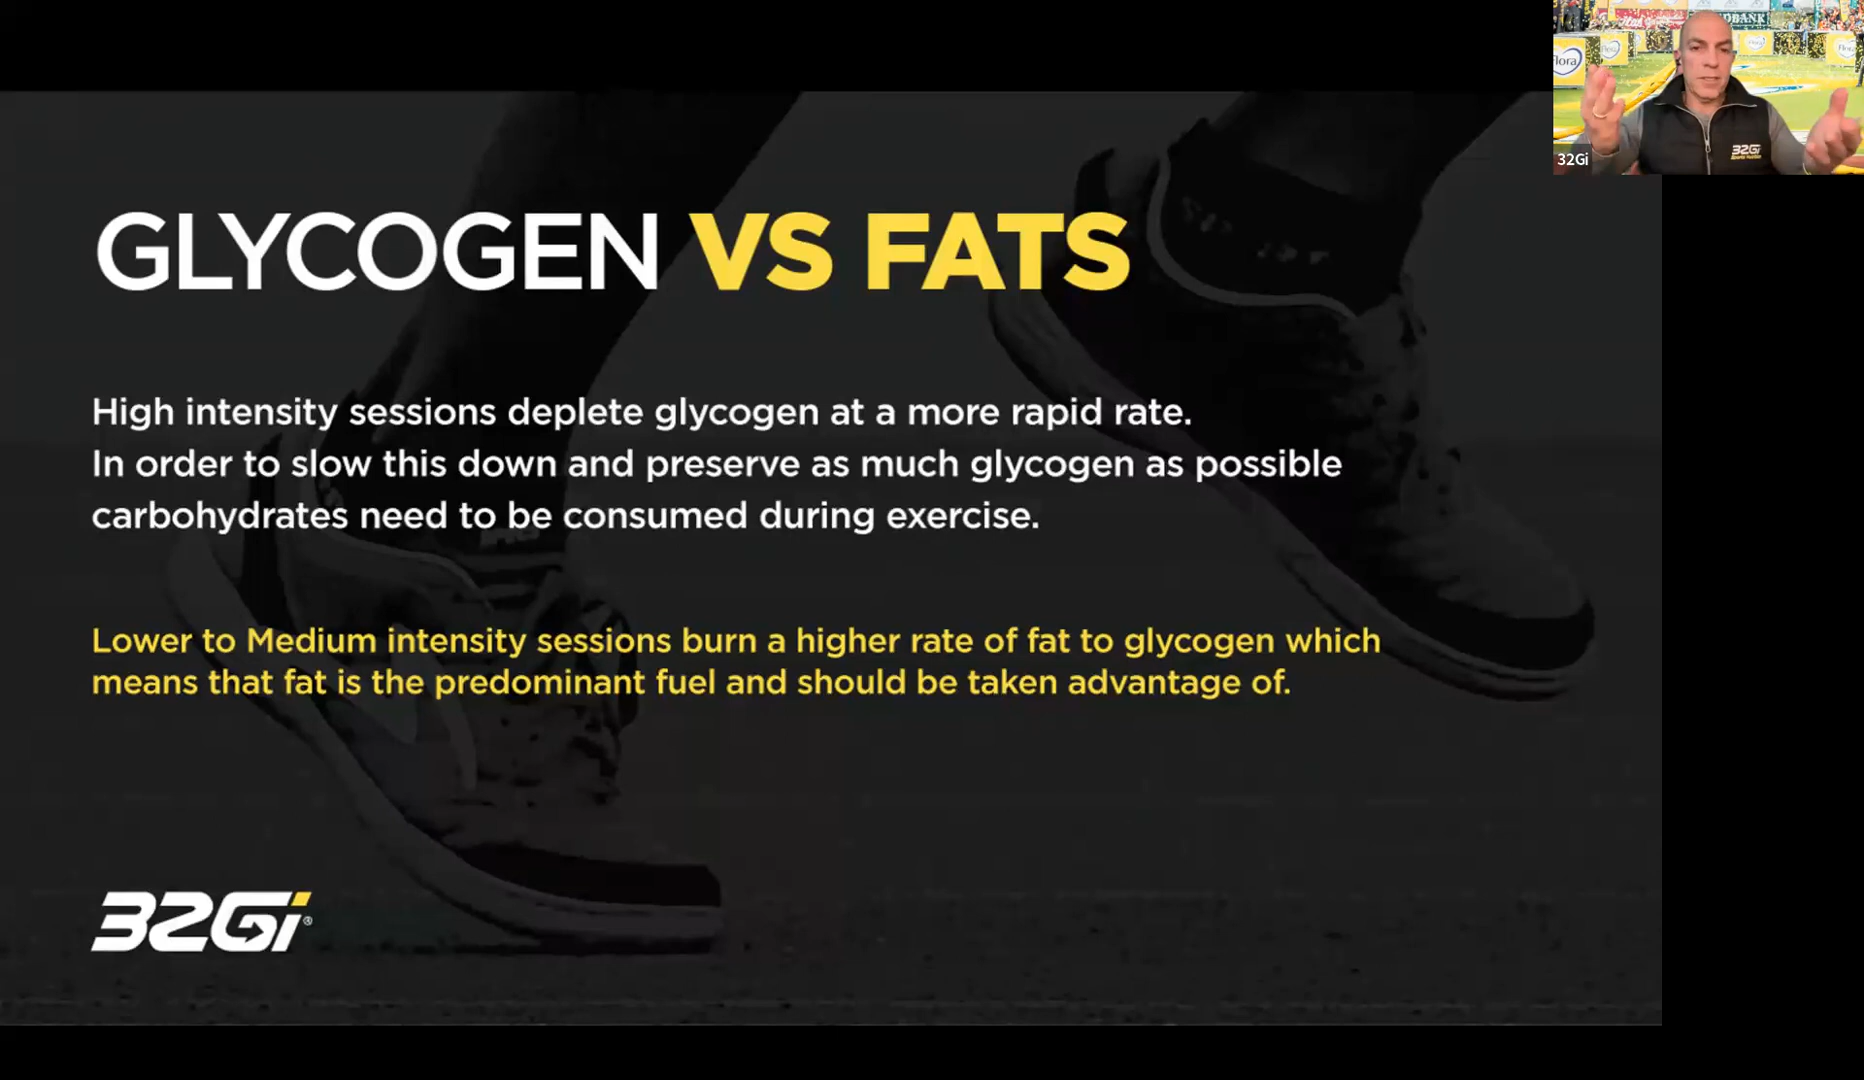 GLYCOGEN VS FATS
High intensity sessions deplete glycogen at a more rapid rate.
In order to slow this down and preserve as much glycogen as possible
carbohydrates need to be consumed during exercise.
Lower to Medium intensity sessions burn a higher rate of fat to glycogen which
means that fat is the predominant fuel and should be taken advantage of.
32Gi®
32Gi
32Gi
flora